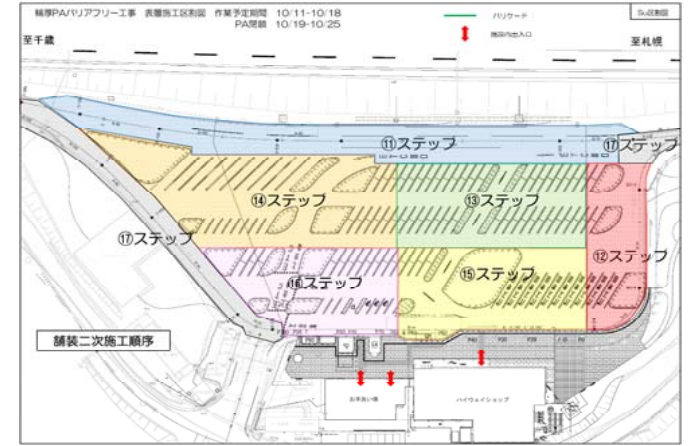 輪厚PAバリアフリー工事 表層施工区割図 作業予定期間 10/11-10/18
PA閉鎖 10/19-10/25
バリケード
施設内出入口
至千歳
至札幌
⑪ステップ
⑰ステップ
⑭ステップ
⑬ステップ
⑰ステップ
⑫ステップ
⑯ステップ
⑮ステップ
舗装二次施工順序
お手洗い棟
ハイウェイショップ